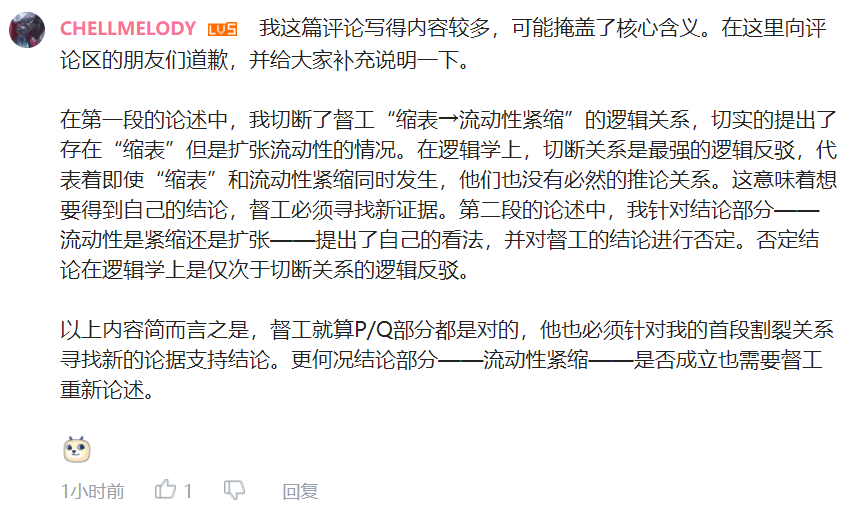 CHELLMELODY LV5 我这篇评论写得内容较多，可能掩盖了核心含义。在这里向评
论区的朋友们道歉，并给大家补充说明一下。
在第一段的论述中，我切断了督工“缩表→流动性紧缩”的逻辑关系，切实的提出了
存在“缩表”但是扩张流动性的情况。在逻辑学上，切断关系是最强的逻辑反驳，代
表着即使“缩表”和流动性紧缩同时发生，他们也没有必然的推论关系。这意味着想
要得到自己的结论，督工必须寻找新证据。第二段的论述中，我针对结论部分——
流动性是紧缩还是扩张——提出了自己的看法，并对督工的结论进行否定。否定结
论在逻辑学上是仅次于切断关系的逻辑反驳。
以上内容简而言之是，督工就算P/Q部分都是对的，他也必须针对我的首段割裂关系
寻找新的论据支持结论。更何况结论部分——流动性紧缩——是否成立也需要督工
重新论述。
1小时前 1 回复